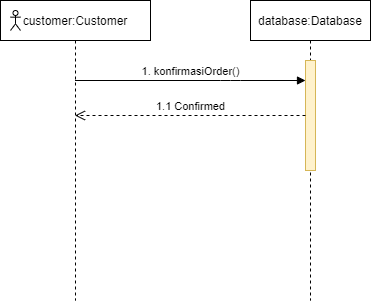 customer:Customer
database:Database
1. konfirmasiOrder()
1.1 Confirmed